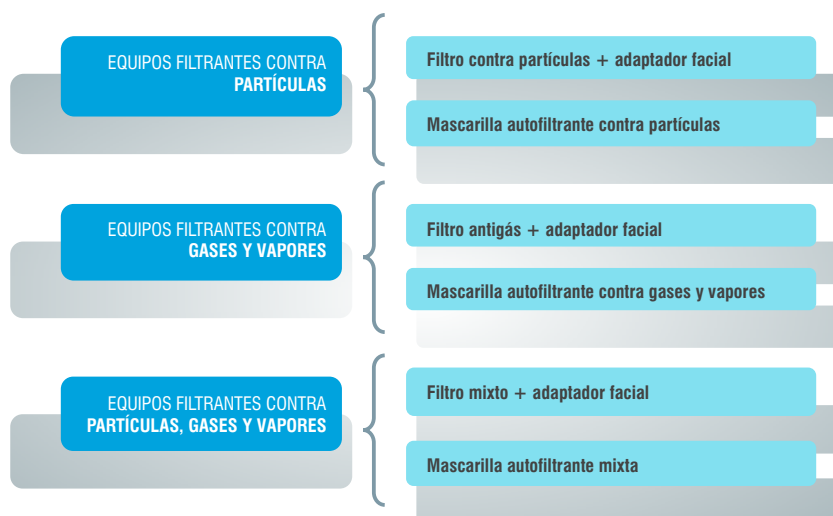 EQUIPOS FILTRANTES CONTRA
PARTÍCULAS
Filtro contra partículas + adaptador facial
Mascarilla autofiltrante contra partículas
EQUIPOS FILTRANTES CONTRA
GASES Y VAPORES
Filtro antigás + adaptador facial
Mascarilla autofiltrante contra gases y vapores
EQUIPOS FILTRANTES CONTRA
PARTÍCULAS, GASES Y VAPORES
Filtro mixto + adaptador facial
Mascarilla autofiltrante mixta